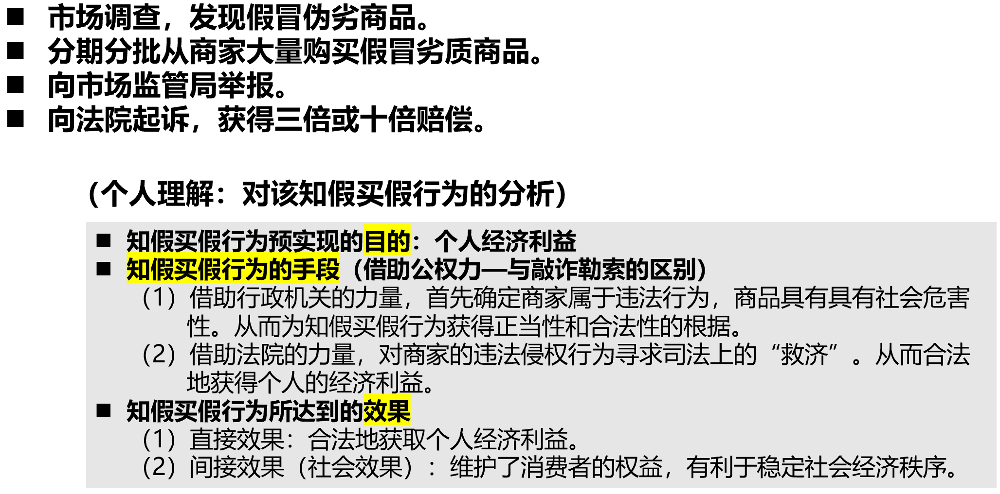 ■ 市场调查，发现假冒伪劣商品。
■ 分期分批从商家大量购买假冒劣质商品。
■ 向市场监管局举报。
■ 向法院起诉，获得三倍或十倍赔偿。
（个人理解：对该知假买假行为的分析）
■ 知假买假行为预实现的目的：个人经济利益
■ 知假买假行为的手段（借助公权力—与敲诈勒索的区别）
（1）借助行政机关的力量，首先确定商家属于违法行为，商品具有具有社会危害
性。从而为知假买假行为获得正当性和合法性的根据。
（2）借助法院的力量，对商家的违法侵权行为寻求司法上的“救济”。从而合法
地获得个人的经济利益。
■ 知假买假行为所达到的效果
（1）直接效果：合法地获取个人经济利益。
（2）间接效果（社会效果）：维护了消费者的权益，有利于稳定社会经济秩序。